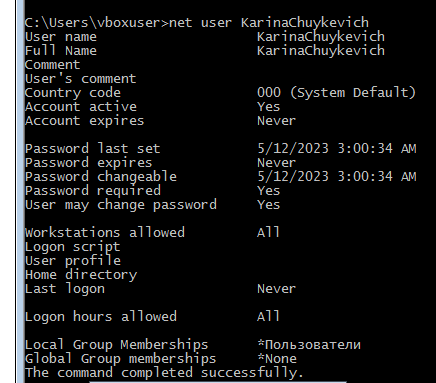 C:\Users\vboxuser>net user KarinaChuykevich
User name KarinaChuykevich
Full Name KarinaChuykevich
Comment
User's comment
Country code 000 (System Default)
Account active Yes
Account expires Never
Password last set 5/12/2023 3:00:34 AM
Password expires Never
Password changeable 5/12/2023 3:00:34 AM
Password required Yes
User may change password Yes
Workstations allowed All
Logon script
User profile
Home directory
Last logon Never
Logon hours allowed All
Local Group Memberships *Пользователи
Global Group memberships *None
The command completed successfully.